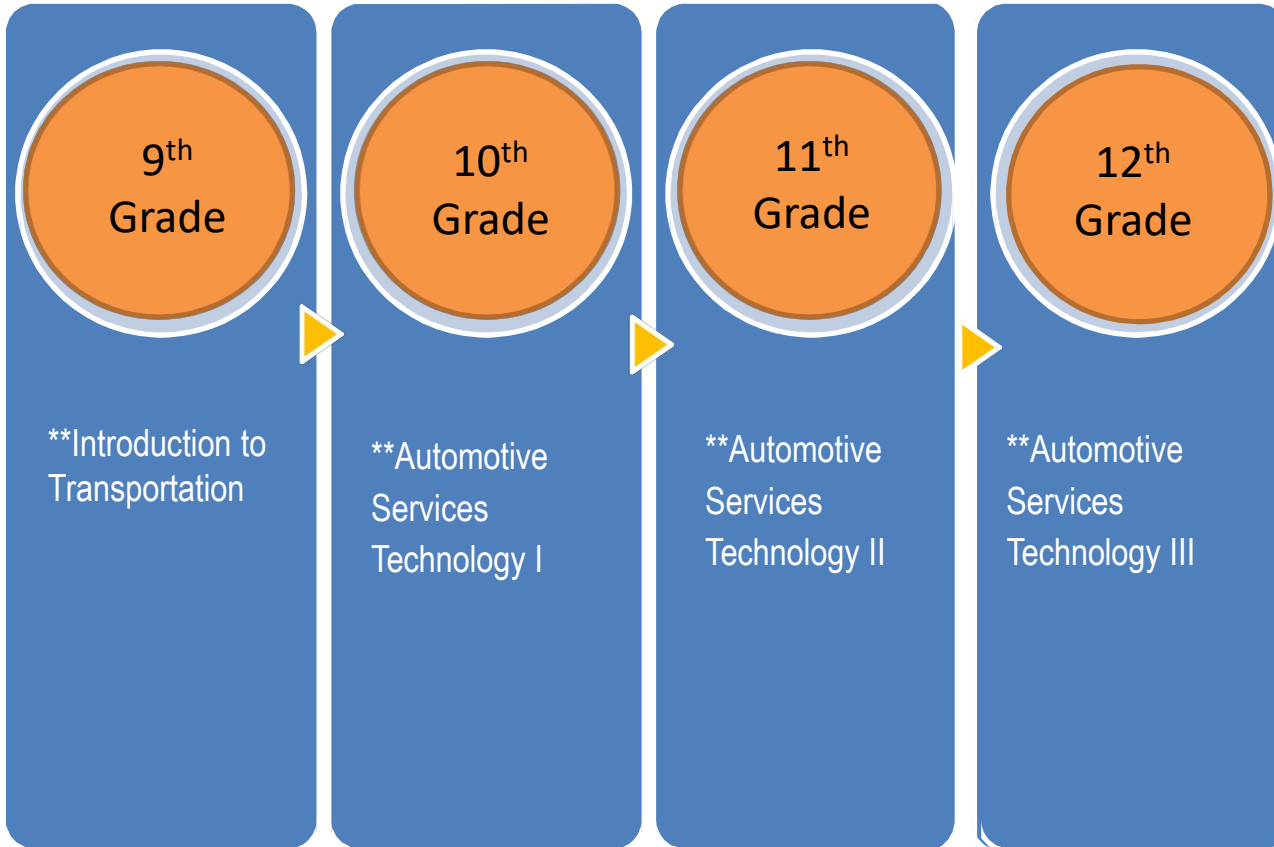 9th
Grade
**Introduction to
Transportation
10th
Grade
**Automotive
Services
Technology I
11th
Grade
**Automotive
Services
Technology II
12th
Grade
**Automotive
Services
Technology III